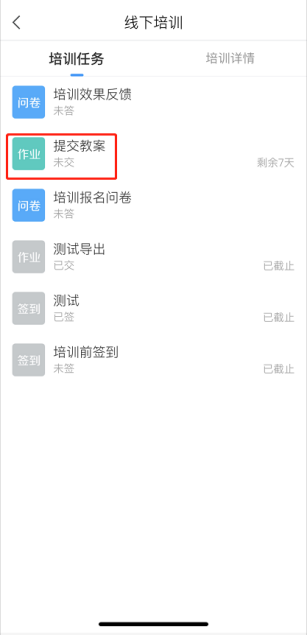 线下培训
培训任务 培训详情
问卷 培训效果反馈
未答
作业 提交教案
未交 剩余7天
问卷 培训报名问卷
未答
作业 测试导出
已交 已截止
签到 测试
已签 已截止
签到 培训前签到
未签 已截止